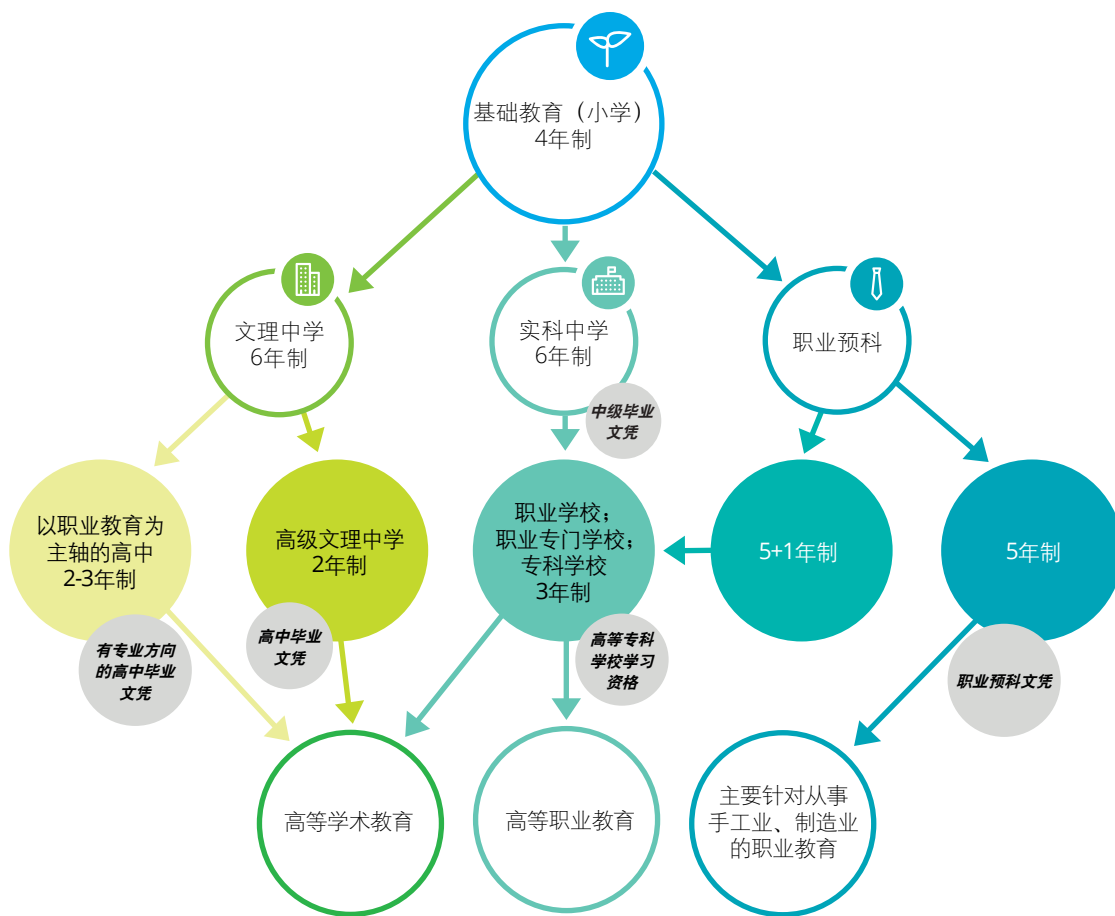 基础教育（小学）
4年制
文理中学
6年制
实科中学
6年制
职业预科
中级毕业
文凭
以职业教育为
主轴的高中
2-3年制
高级文理中学
2年制
职业学校；
职业专门学校；
专科学校
3年制
5+1年制
5年制
有专业方向
的高中毕业
文凭
高中毕业
文凭
高等专科
学校学习
资格
职业预科文凭
高等学术教育
高等职业教育
主要针对从事
手工业、制造业
的职业教育